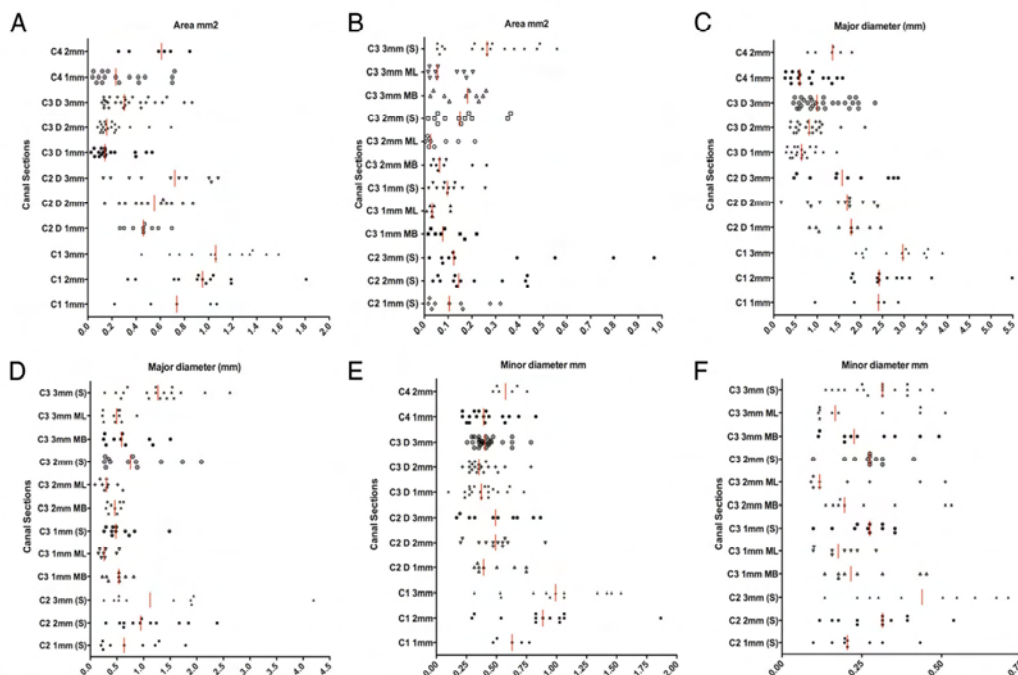 A
Area mm2
Canal Sections
C4 2mm
C4 1mm
C3 D 3mm
C3 D 2mm
C3 D 1mm
C2 D 3mm
C2 D 2mm
C2 D 1mm
C1 3mm
C1 2mm
C1 1mm
0.0 0.2 0.4 0.6 0.8 1.0 1.2 1.4 1.6 1.8 2.0
B
Area mm2
Canal Sections
C3 3mm (S)
C3 3mm ML
C3 3mm MB
C3 2mm (S)
C3 2mm ML
C3 2mm MB
C3 1mm (S)
C3 1mm ML
C3 1mm MB
C2 3mm (S)
C2 2mm (S)
C2 1mm (S)
0.0 0.1 0.2 0.3 0.4 0.5 0.6 0.7 0.8 0.9 1.0
C
Major diameter (mm)
Canal Sections
C4 2mm
C4 1mm
C3 D 3mm
C3 D 2mm
C3 D 1mm
C2 D 3mm
C2 D 2mm
C2 D 1mm
C1 3mm
C1 2mm
C1 1mm
0.0 0.5 1.0 1.5 2.0 2.5 3.0 3.5 4.0 4.5 5.0 5.5
D
Major diameter (mm)
Canal Sections
C3 3mm (S)
C3 3mm ML
C3 3mm MB
C3 2mm (S)
C3 2mm ML
C3 2mm MB
C3 1mm (S)
C3 1mm ML
C3 1mm MB
C2 3mm (S)
C2 2mm (S)
C2 1mm (S)
0.0 0.5 1.0 1.5 2.0 2.5 3.0 3.5 4.0 4.5
E
Minor diameter mm
Canal Sections
C4 2mm
C4 1mm
C3 D 3mm
C3 D 2mm
C3 D 1mm
C2 D 3mm
C2 D 2mm
C2 D 1mm
C1 3mm
C1 2mm
C1 1mm
0.00 0.25 0.50 0.75 1.00 1.25 1.50 1.75 2.00
F
Minor diameter mm
Canal Sections
C3 3mm (S)
C3 3mm ML
C3 3mm MB
C3 2mm (S)
C3 2mm ML
C3 2mm MB
C3 1mm (S)
C3 1mm ML
C3 1mm MB
C2 3mm (S)
C2 2mm (S)
C2 1mm (S)
0.00 0.25 0.50